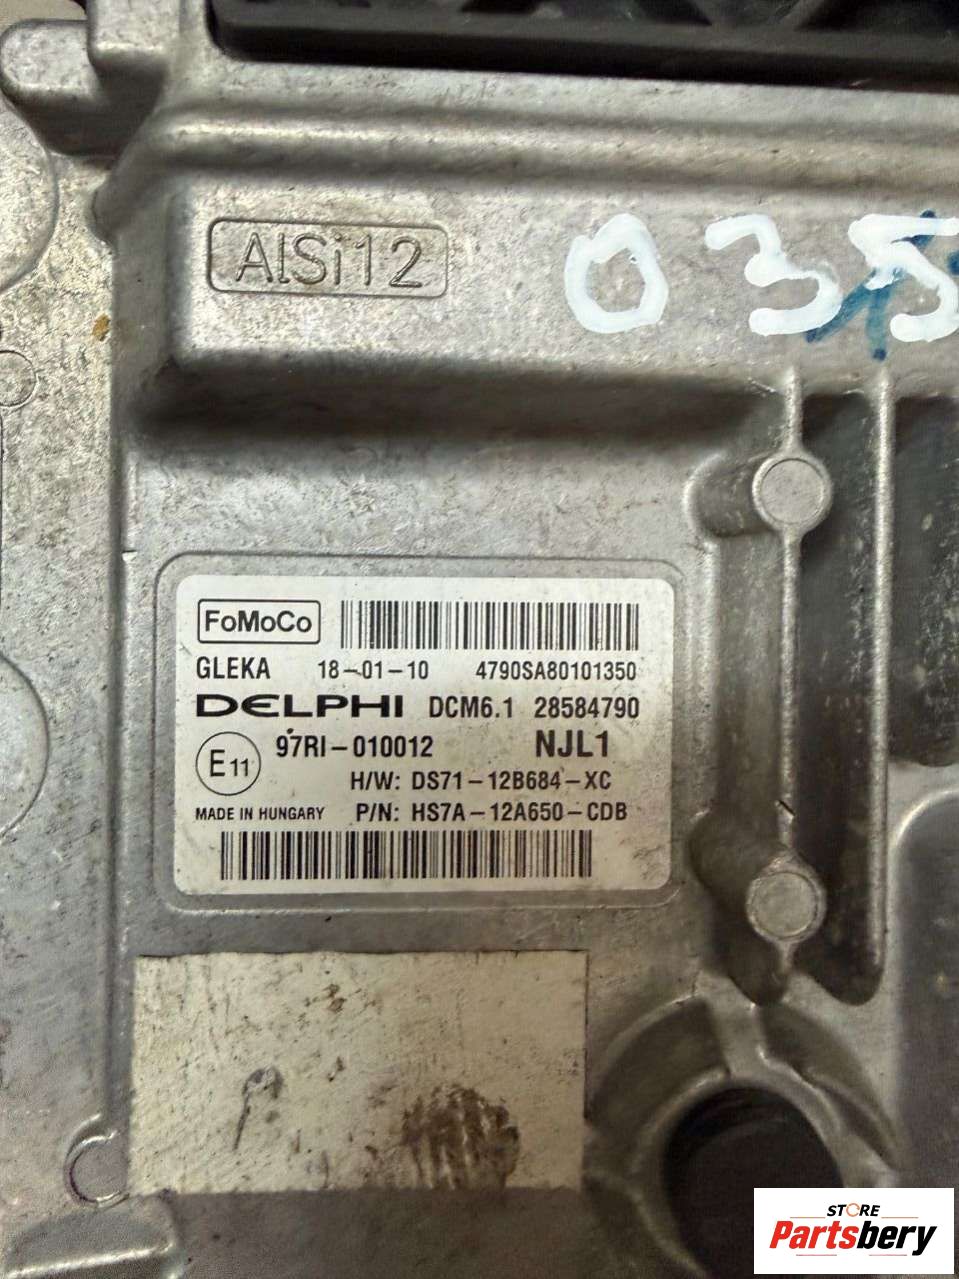 AlSi12
035
FoMoCo
GLEKA 18-01-10 4790SA80101350
DELPHI DCM6.1 28584790
E11 97RI-010012 NJL1
H/W: DS71-12B684-XC
MADE IN HUNGARY P/N: HS7A-12A650-CDB
STORE
Partsbery